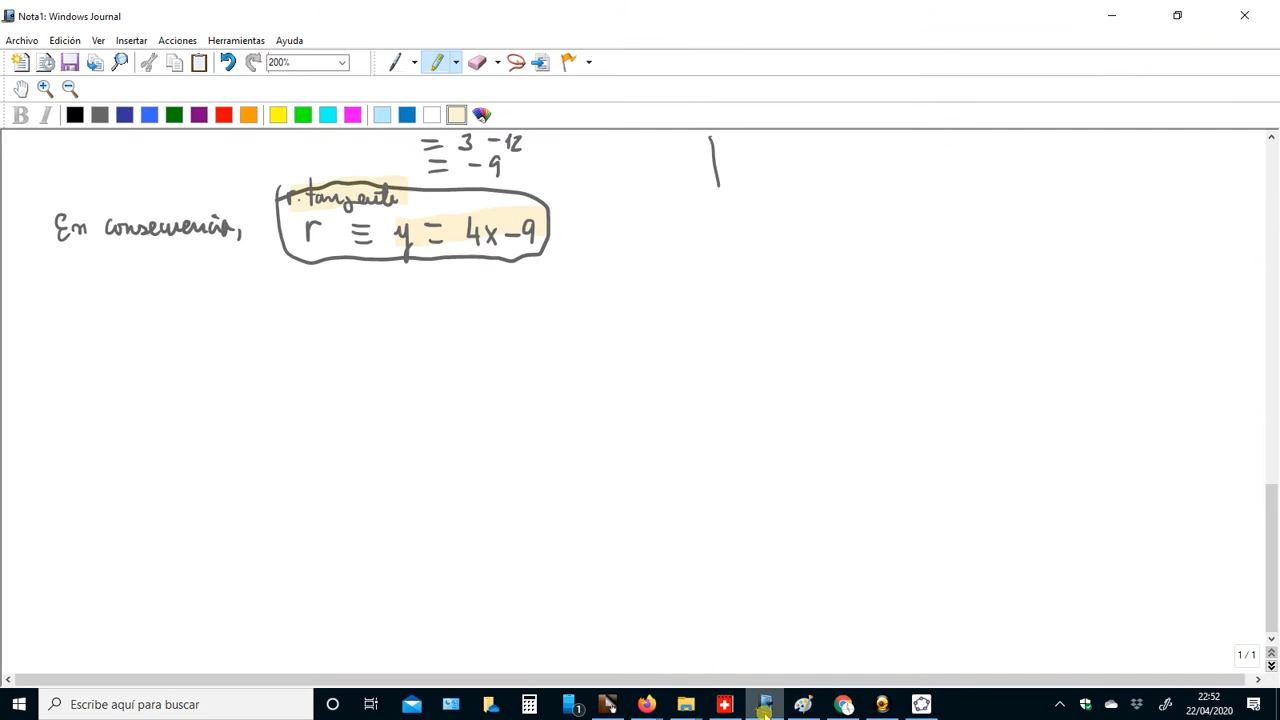 Nota1: Windows Journal
Archivo Edición Ver Insertar Acciones Herramientas Ayuda
200%
B I
= 3 -12
= -9
r. tangente
En consecuencia, r ≡ y = 4x-9
1 / 1
Escribe aquí para buscar
1
22:52
22/04/2020